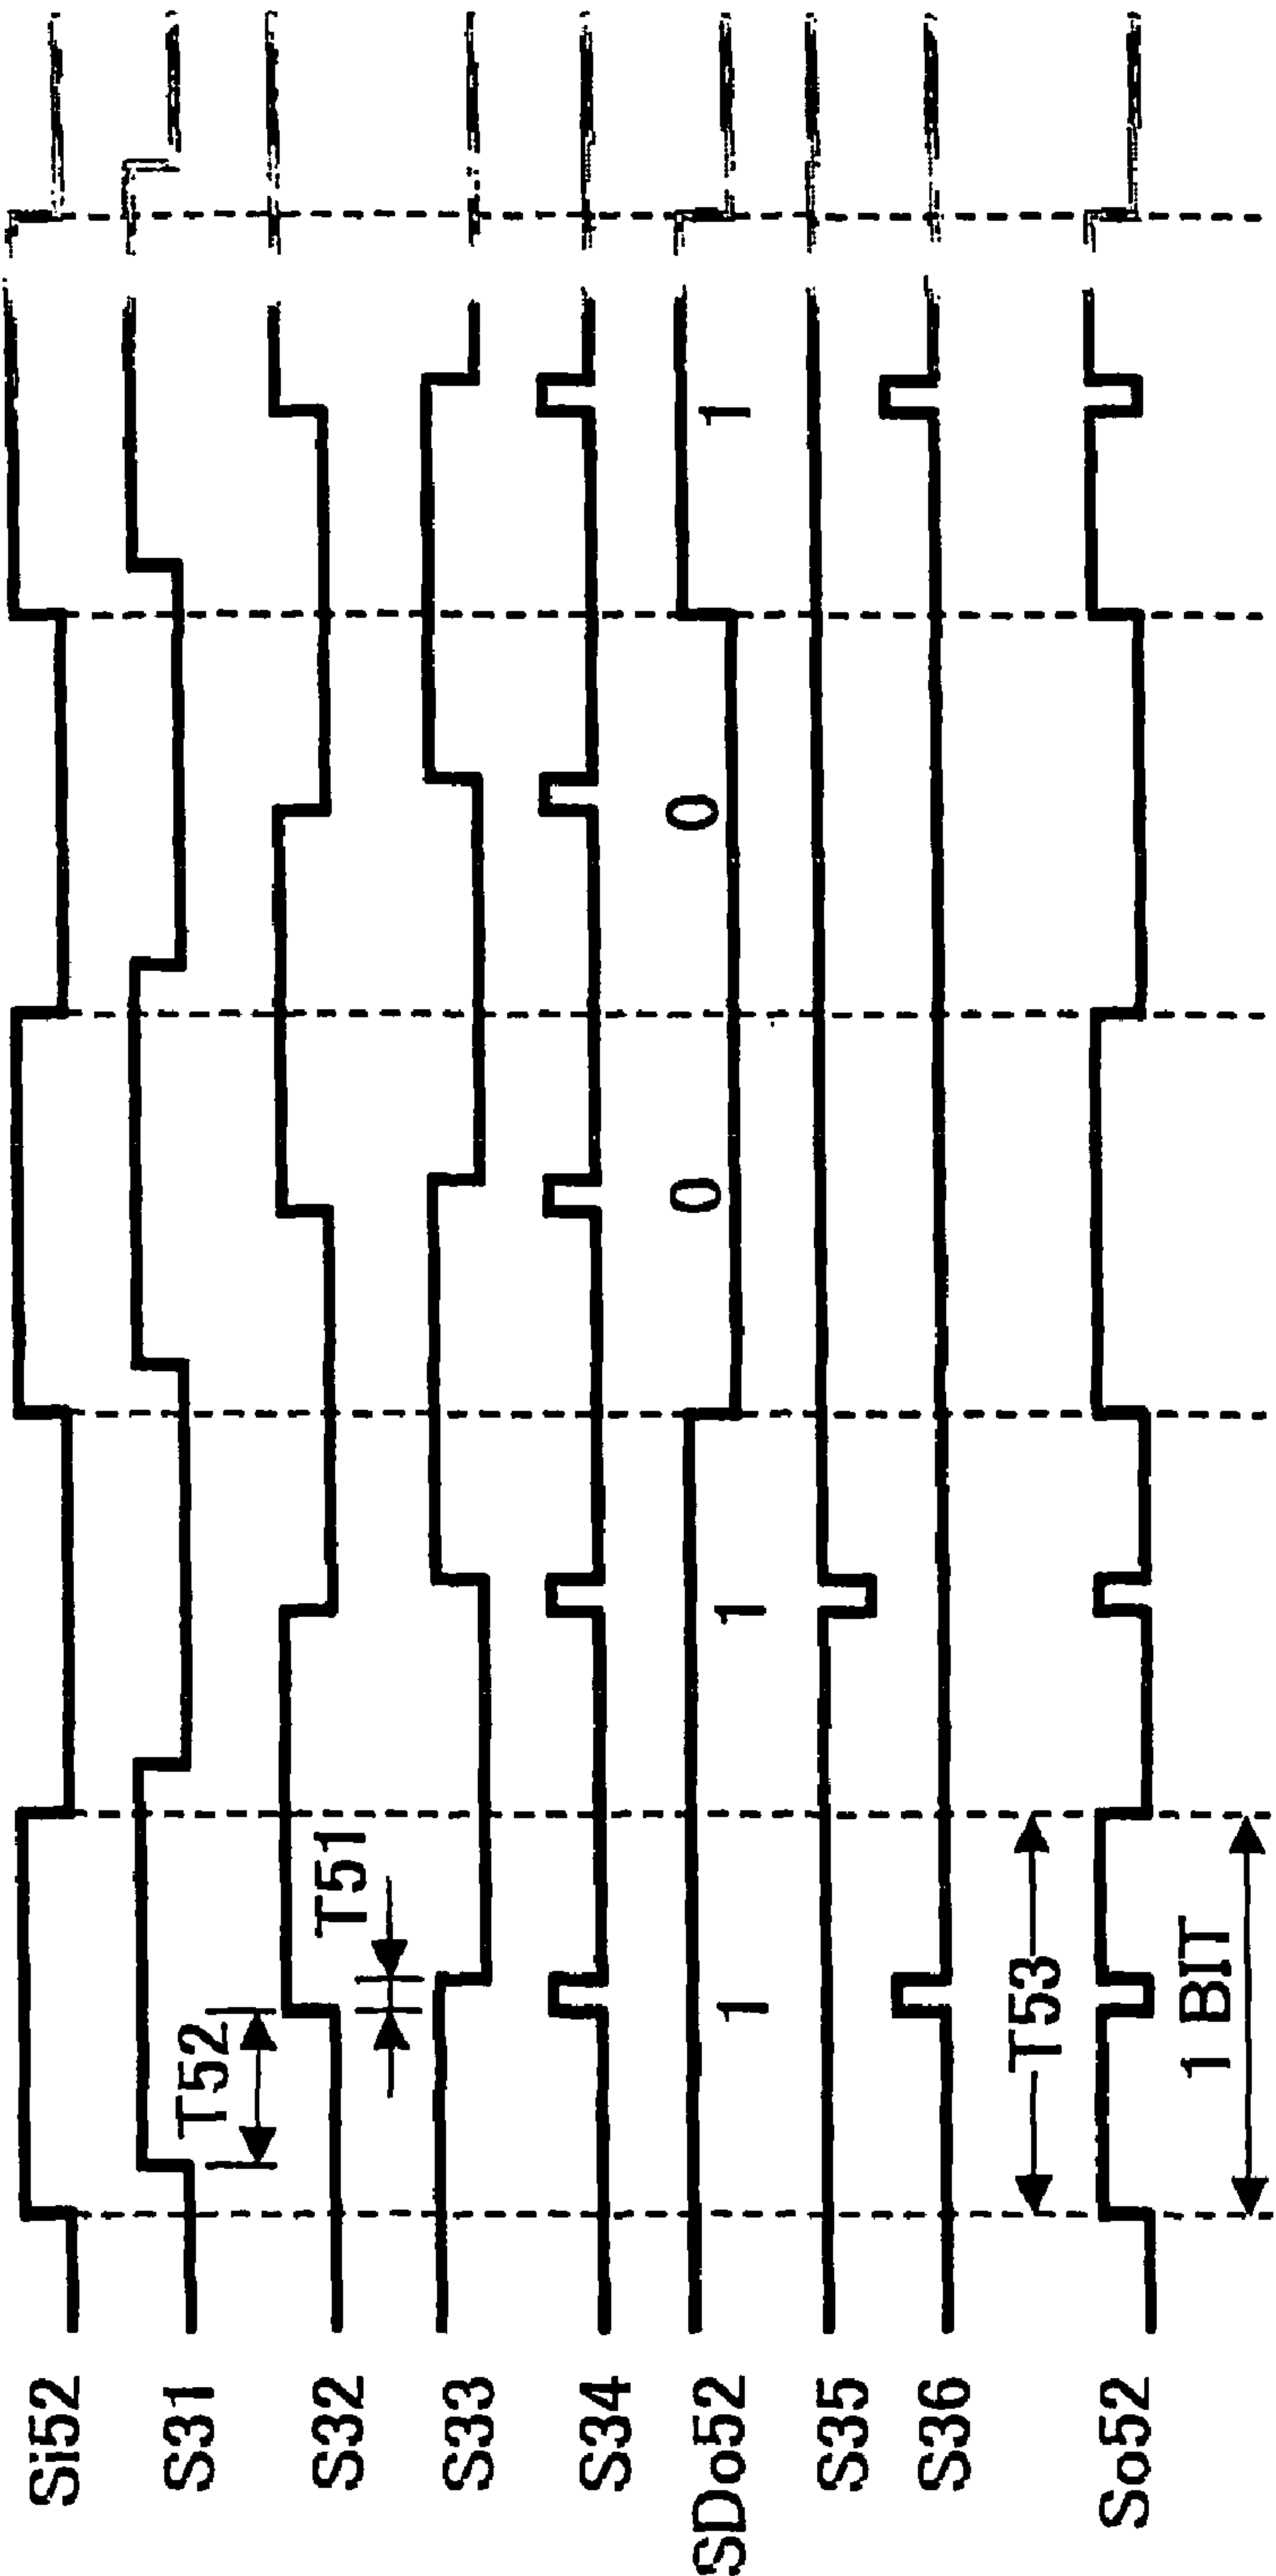 Si52
S31
T52
S32
T51
S33
S34
SDo52
1 1 0 0 1
S35
S36
T53
So52
1 BIT